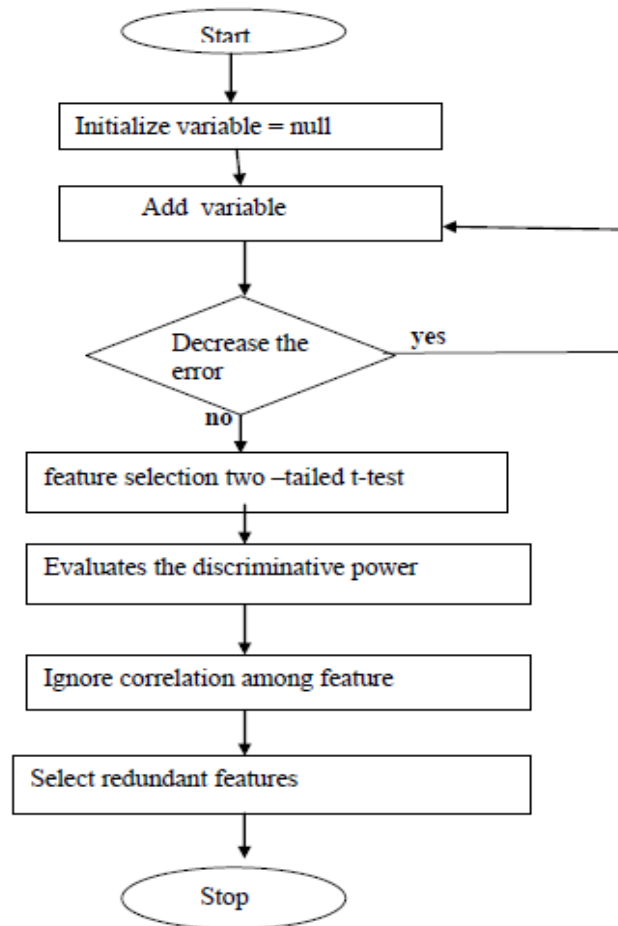 Start
Initialize variable = null
Add variable
Decrease the
error
yes
no
feature selection two –tailed t-test
Evaluates the discriminative power
Ignore correlation among feature
Select redundant features
Stop